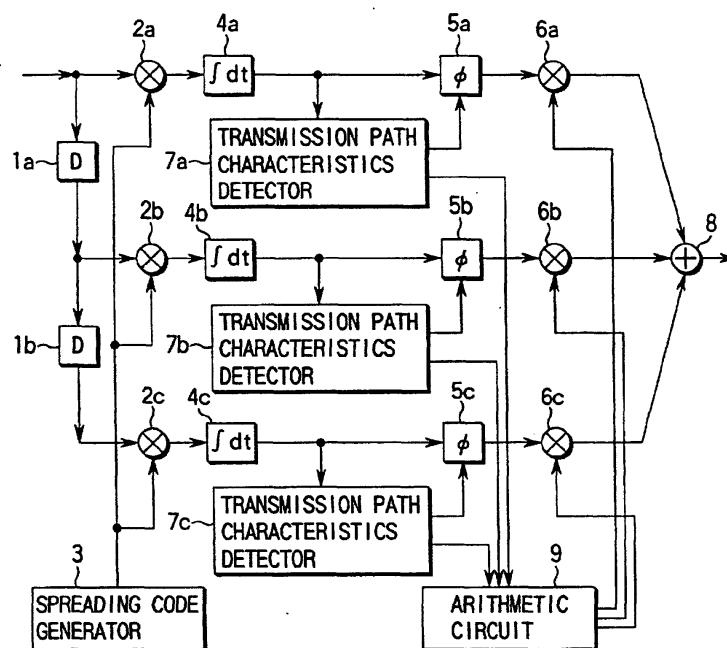 2a
4a
5a
6a
∫dt
ϕ
1a
D
7a
TRANSMISSION PATH
CHARACTERISTICS
DETECTOR
2b
4b
5b
6b
8
∫dt
ϕ
+
1b
D
7b
TRANSMISSION PATH
CHARACTERISTICS
DETECTOR
2c
4c
5c
6c
∫dt
ϕ
7c
TRANSMISSION PATH
CHARACTERISTICS
DETECTOR
3
9
SPREADING CODE
GENERATOR
ARITHMETIC
CIRCUIT